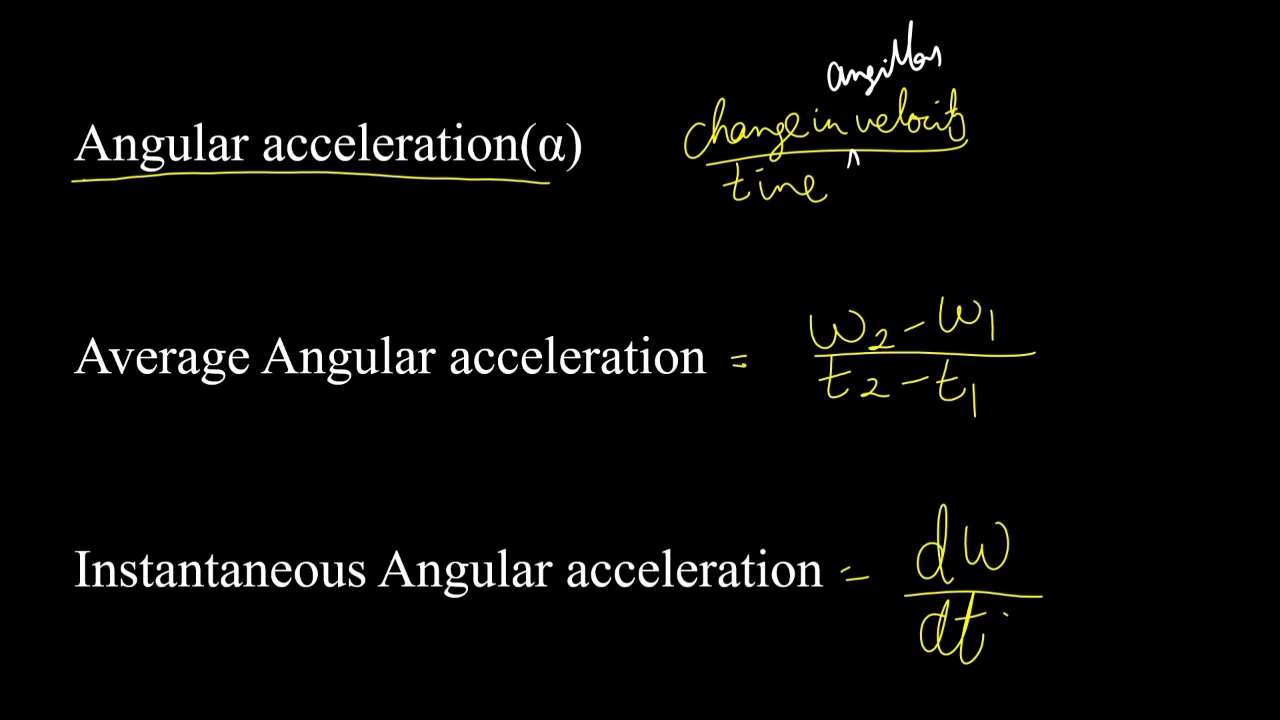 angular
Angular acceleration(α) change in ^ velocity
time
Average Angular acceleration = ω2 - ω1
t2 - t1
Instantaneous Angular acceleration = dω
dt